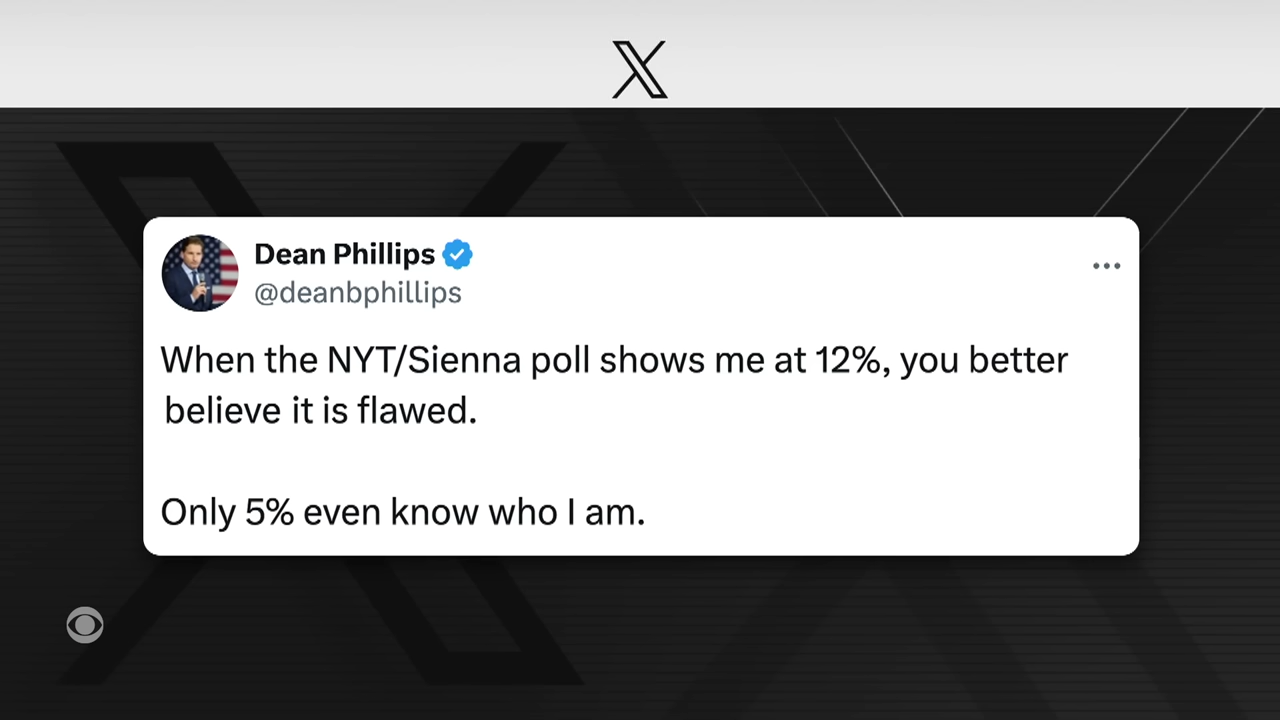 Dean Phillips
@deanbphillips
When the NYT/Sienna poll shows me at 12%, you better
believe it is flawed.
Only 5% even know who I am.